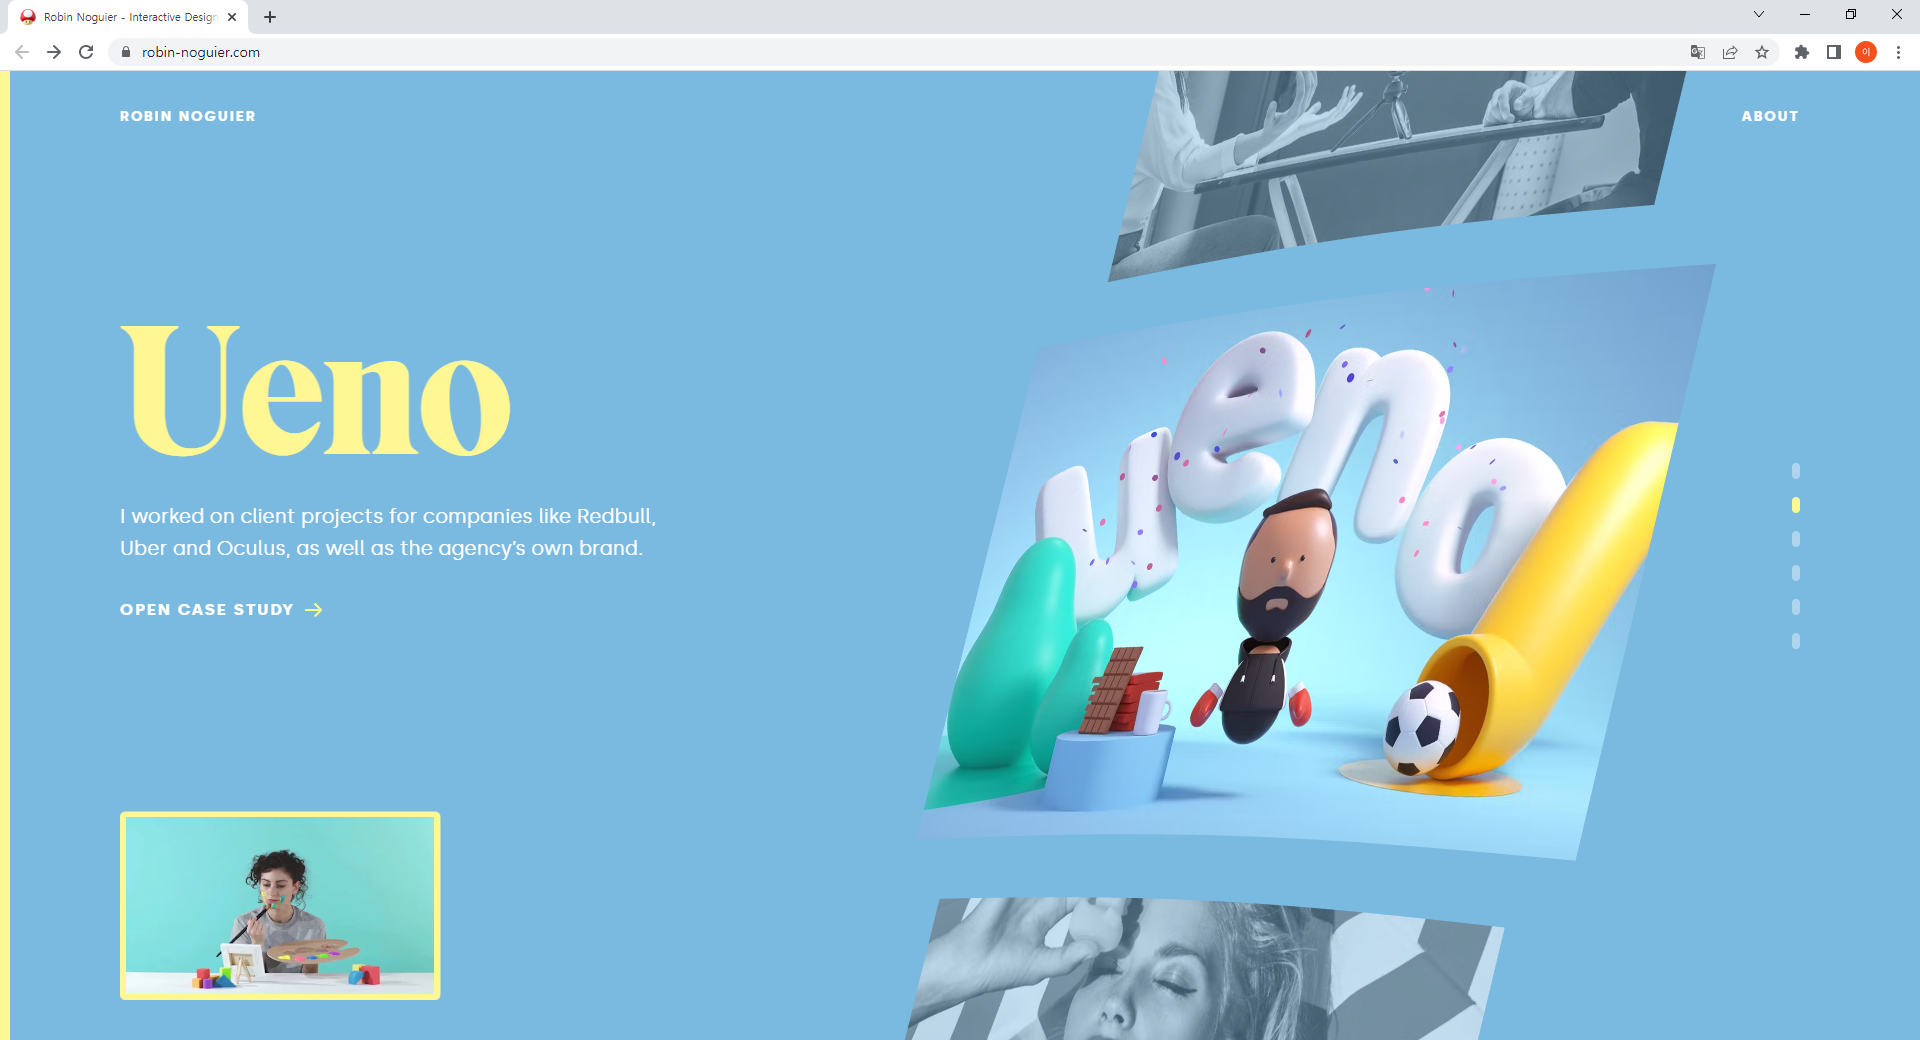 Robin Noguier - Interactive Design
robin-noguier.com
이
ROBIN NOGUIER
ABOUT
Ueno
I worked on client projects for companies like Redbull,
Uber and Oculus, as well as the agency's own brand.
OPEN CASE STUDY
ueno